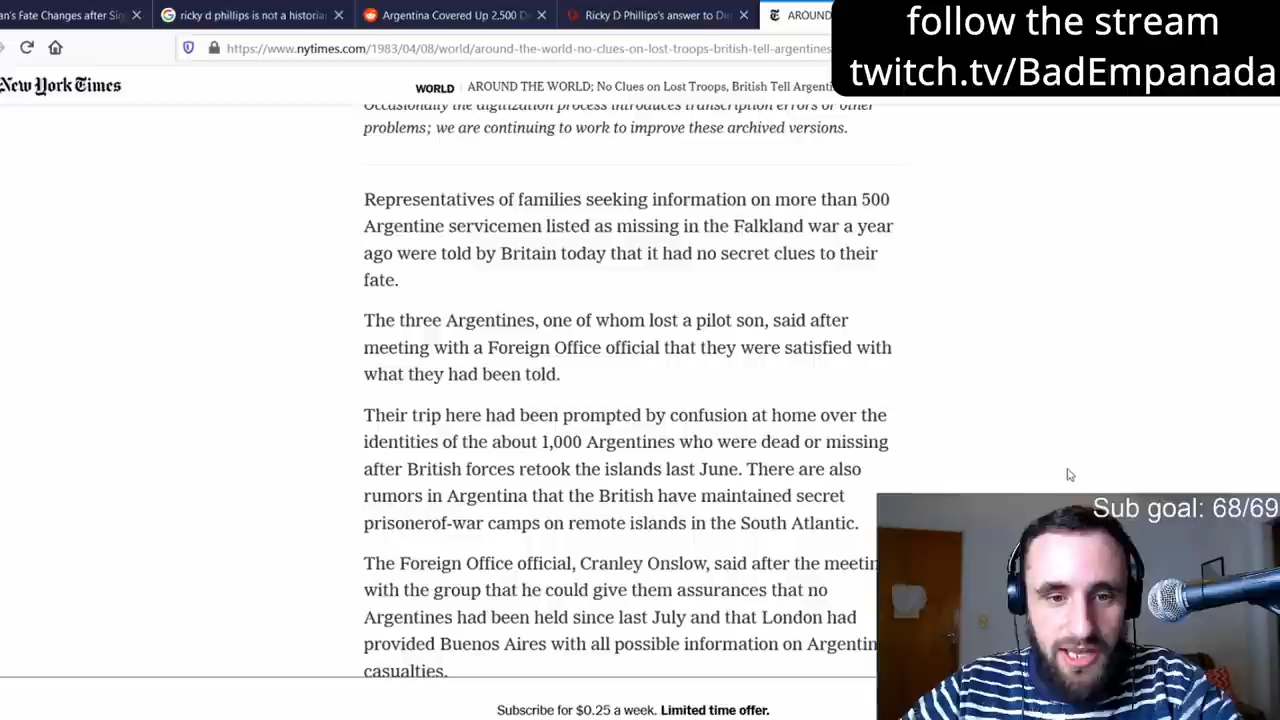 an's Fate Changes after Sig
ricky d phillips is not a historia
Argentina Covered Up 2,500 D
Ricky D Phillips's answer to Di
AROUND
follow the stream
twitch.tv/BadEmpanada
https://www.nytimes.com/1983/04/08/world/around-the-world-no-clues-on-lost-troops-british-tell-argentines
New York Times
WORLD
AROUND THE WORLD; No Clues on Lost Troops, British Tell Argenti
Occasionally the digitization process introduces transcription errors or other
problems; we are continuing to work to improve these archived versions.
Representatives of families seeking information on more than 500
Argentine servicemen listed as missing in the Falkland war a year
ago were told by Britain today that it had no secret clues to their
fate.
The three Argentines, one of whom lost a pilot son, said after
meeting with a Foreign Office official that they were satisfied with
what they had been told.
Their trip here had been prompted by confusion at home over the
identities of the about 1,000 Argentines who were dead or missing
after British forces retook the islands last June. There are also
rumors in Argentina that the British have maintained secret
prisonerof-war camps on remote islands in the South Atlantic.
The Foreign Office official, Cranley Onslow, said after the meetin
with the group that he could give them assurances that no
Argentines had been held since last July and that London had
provided Buenos Aires with all possible information on Argentin
casualties.
Sub goal: 68/69
Subscribe for $0.25 a week. Limited time offer.